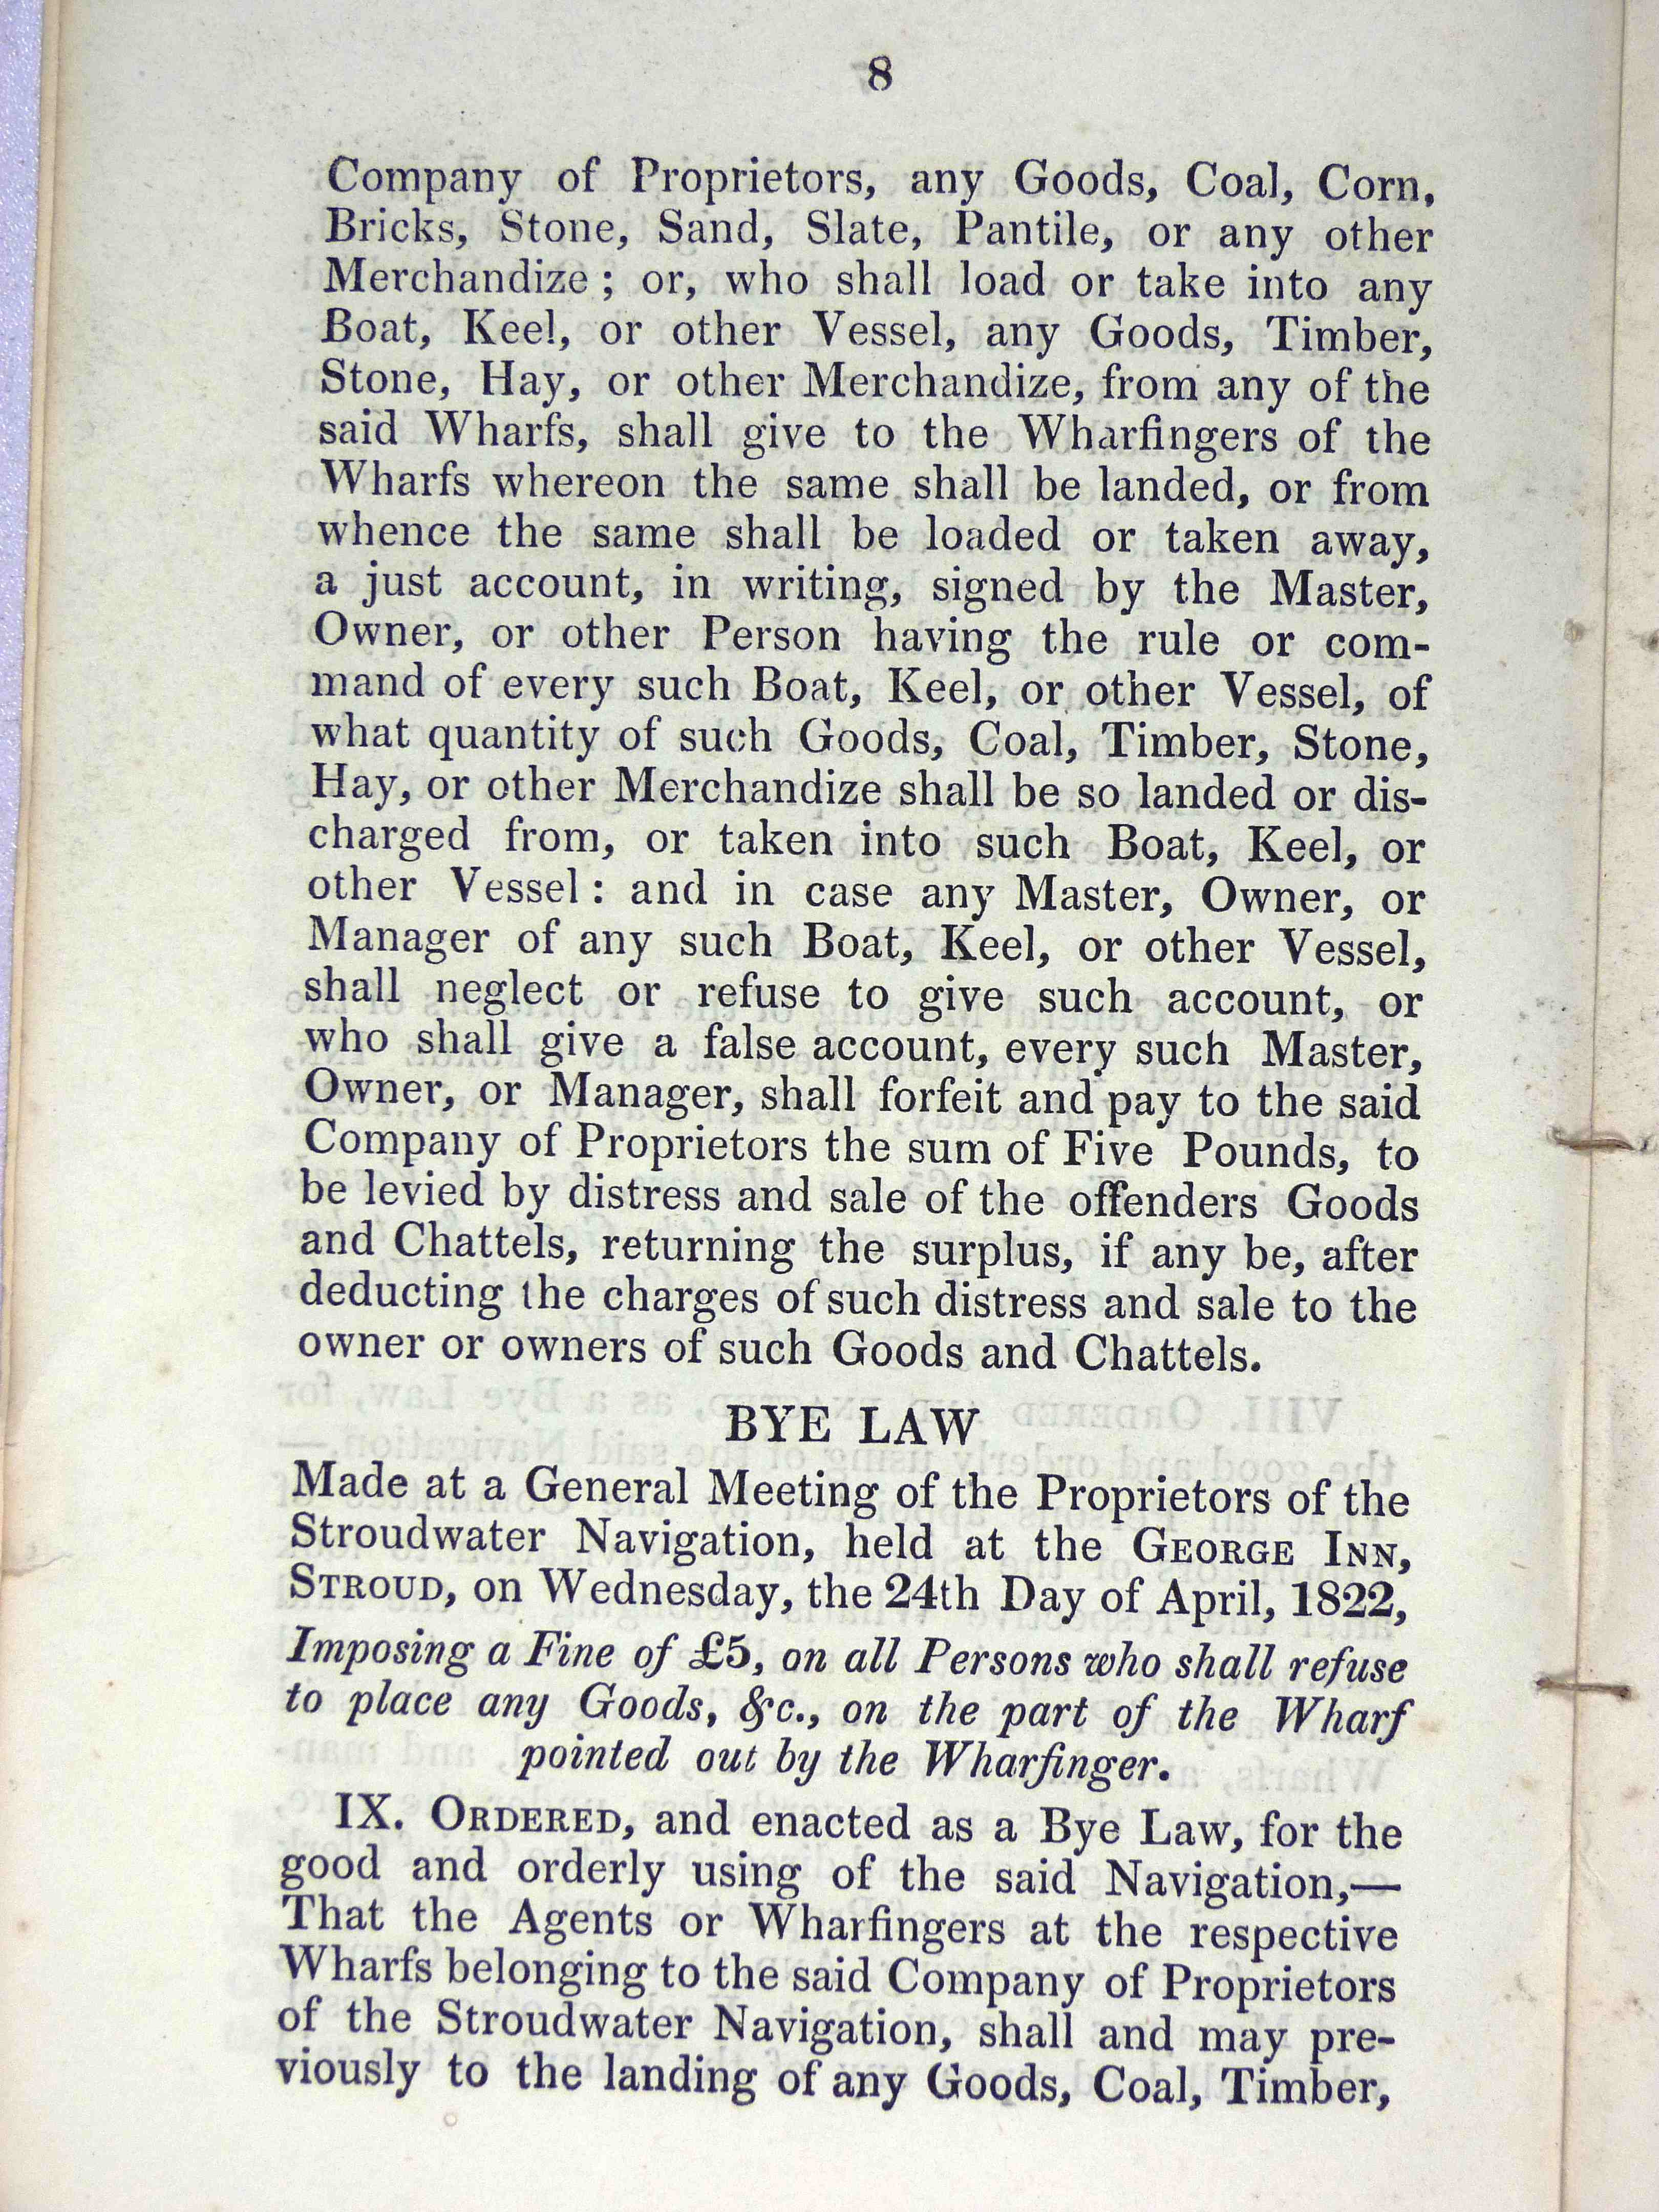 8
Company of Proprietors, any Goods, Coal, Corn,
Bricks, Stone, Sand, Slate, Pantile, or any other
Merchandize; or, who shall load or take into any
Boat, Keel, or other Vessel, any Goods, Timber,
Stone, Hay, or other Merchandize, from any of the
said Wharfs, shall give to the Wharfingers of the
Wharfs whereon the same shall be landed, or from
whence the same shall be loaded or taken away,
a just account, in writing, signed by the Master,
Owner, or other Person having the rule or com-
mand of every such Boat, Keel, or other Vessel, of
what quantity of such Goods, Coal, Timber, Stone,
Hay, or other Merchandize shall be so landed or dis-
charged from, or taken into such Boat, Keel, or
other Vessel: and in case any Master, Owner, or
Manager of any such Boat, Keel, or other Vessel,
shall neglect or refuse to give such account, or
who shall give a false account, every such Master,
Owner, or Manager, shall forfeit and pay to the said
Company of Proprietors the sum of Five Pounds, to
be levied by distress and sale of the offenders Goods
and Chattels, returning the surplus, if any be, after
deducting the charges of such distress and sale to the
owner or owners of such Goods and Chattels.
BYE LAW
Made at a General Meeting of the Proprietors of the
Stroudwater Navigation, held at the GEORGE INN,
STROUD, on Wednesday, the 24th Day of April, 1822,
Imposing a Fine of £5, on all Persons who shall refuse
to place any Goods, &c., on the part of the Wharf
pointed out by the Wharfinger.
IX. ORDERED, and enacted as a Bye Law, for the
good and orderly using of the said Navigation,—
That the Agents or Wharfingers at the respective
Wharfs belonging to the said Company of Proprietors
of the Stroudwater Navigation, shall and may pre-
viously to the landing of any Goods, Coal, Timber,